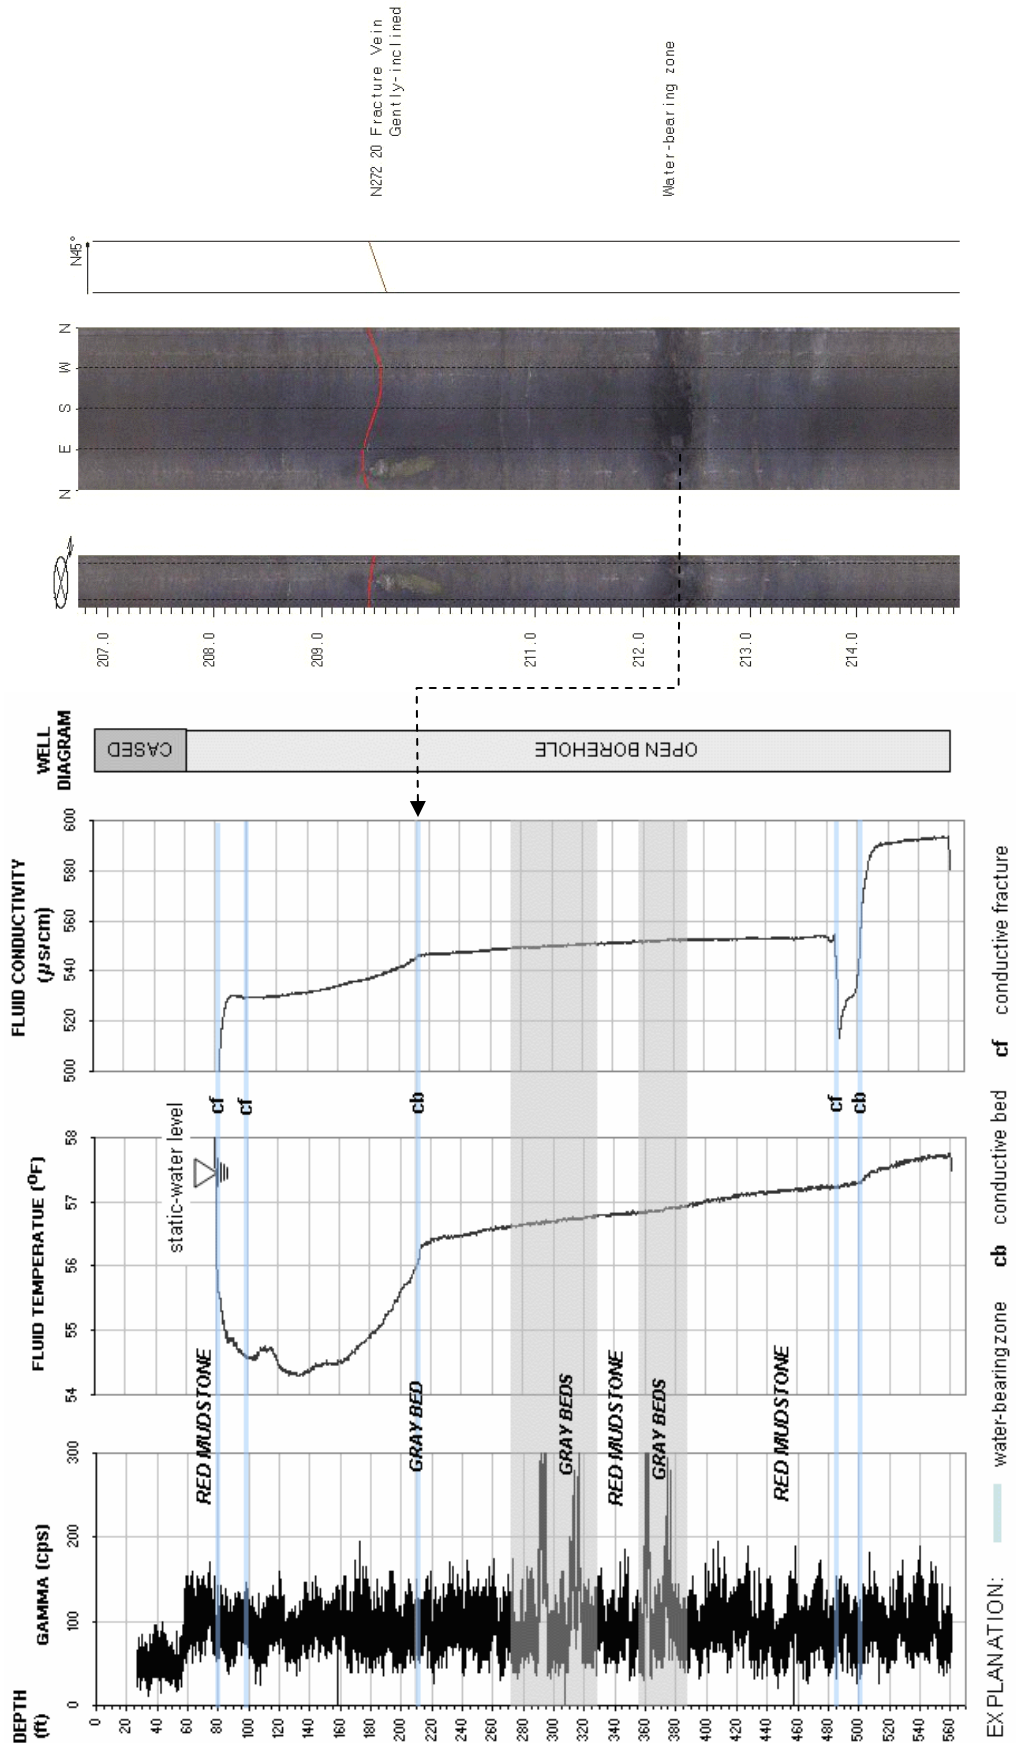 N272 20 Fracture Vein
Gently-inclined
Water-bearing zone
N45°
N E S W N
207.0
208.0
209.0
211.0
212.0
213.0
214.0
WELL
DIAGRAM
CASED
OPEN BOREHOLE
FLUID CONDUCTIVITY
(µs/cm)
600
580
560
540
520
500
cf
cf
cb
cf
cb
static-water level
FLUID TEMPERATUE (ºF)
58
57
56
55
54
RED MUDSTONE
GRAY BED
GRAY BEDS
RED MUDSTONE
GRAY BEDS
RED MUDSTONE
GAMMA (cps)
300
200
100
0
DEPTH
(ft)
0 20 40 60 80 100 120 140 160 180 200 220 240 260 280 300 320 340 360 380 400 420 440 460 480 500 520 540 560
EXPLANATION:
water-bearing zone
cb conductive bed
cf conductive fracture